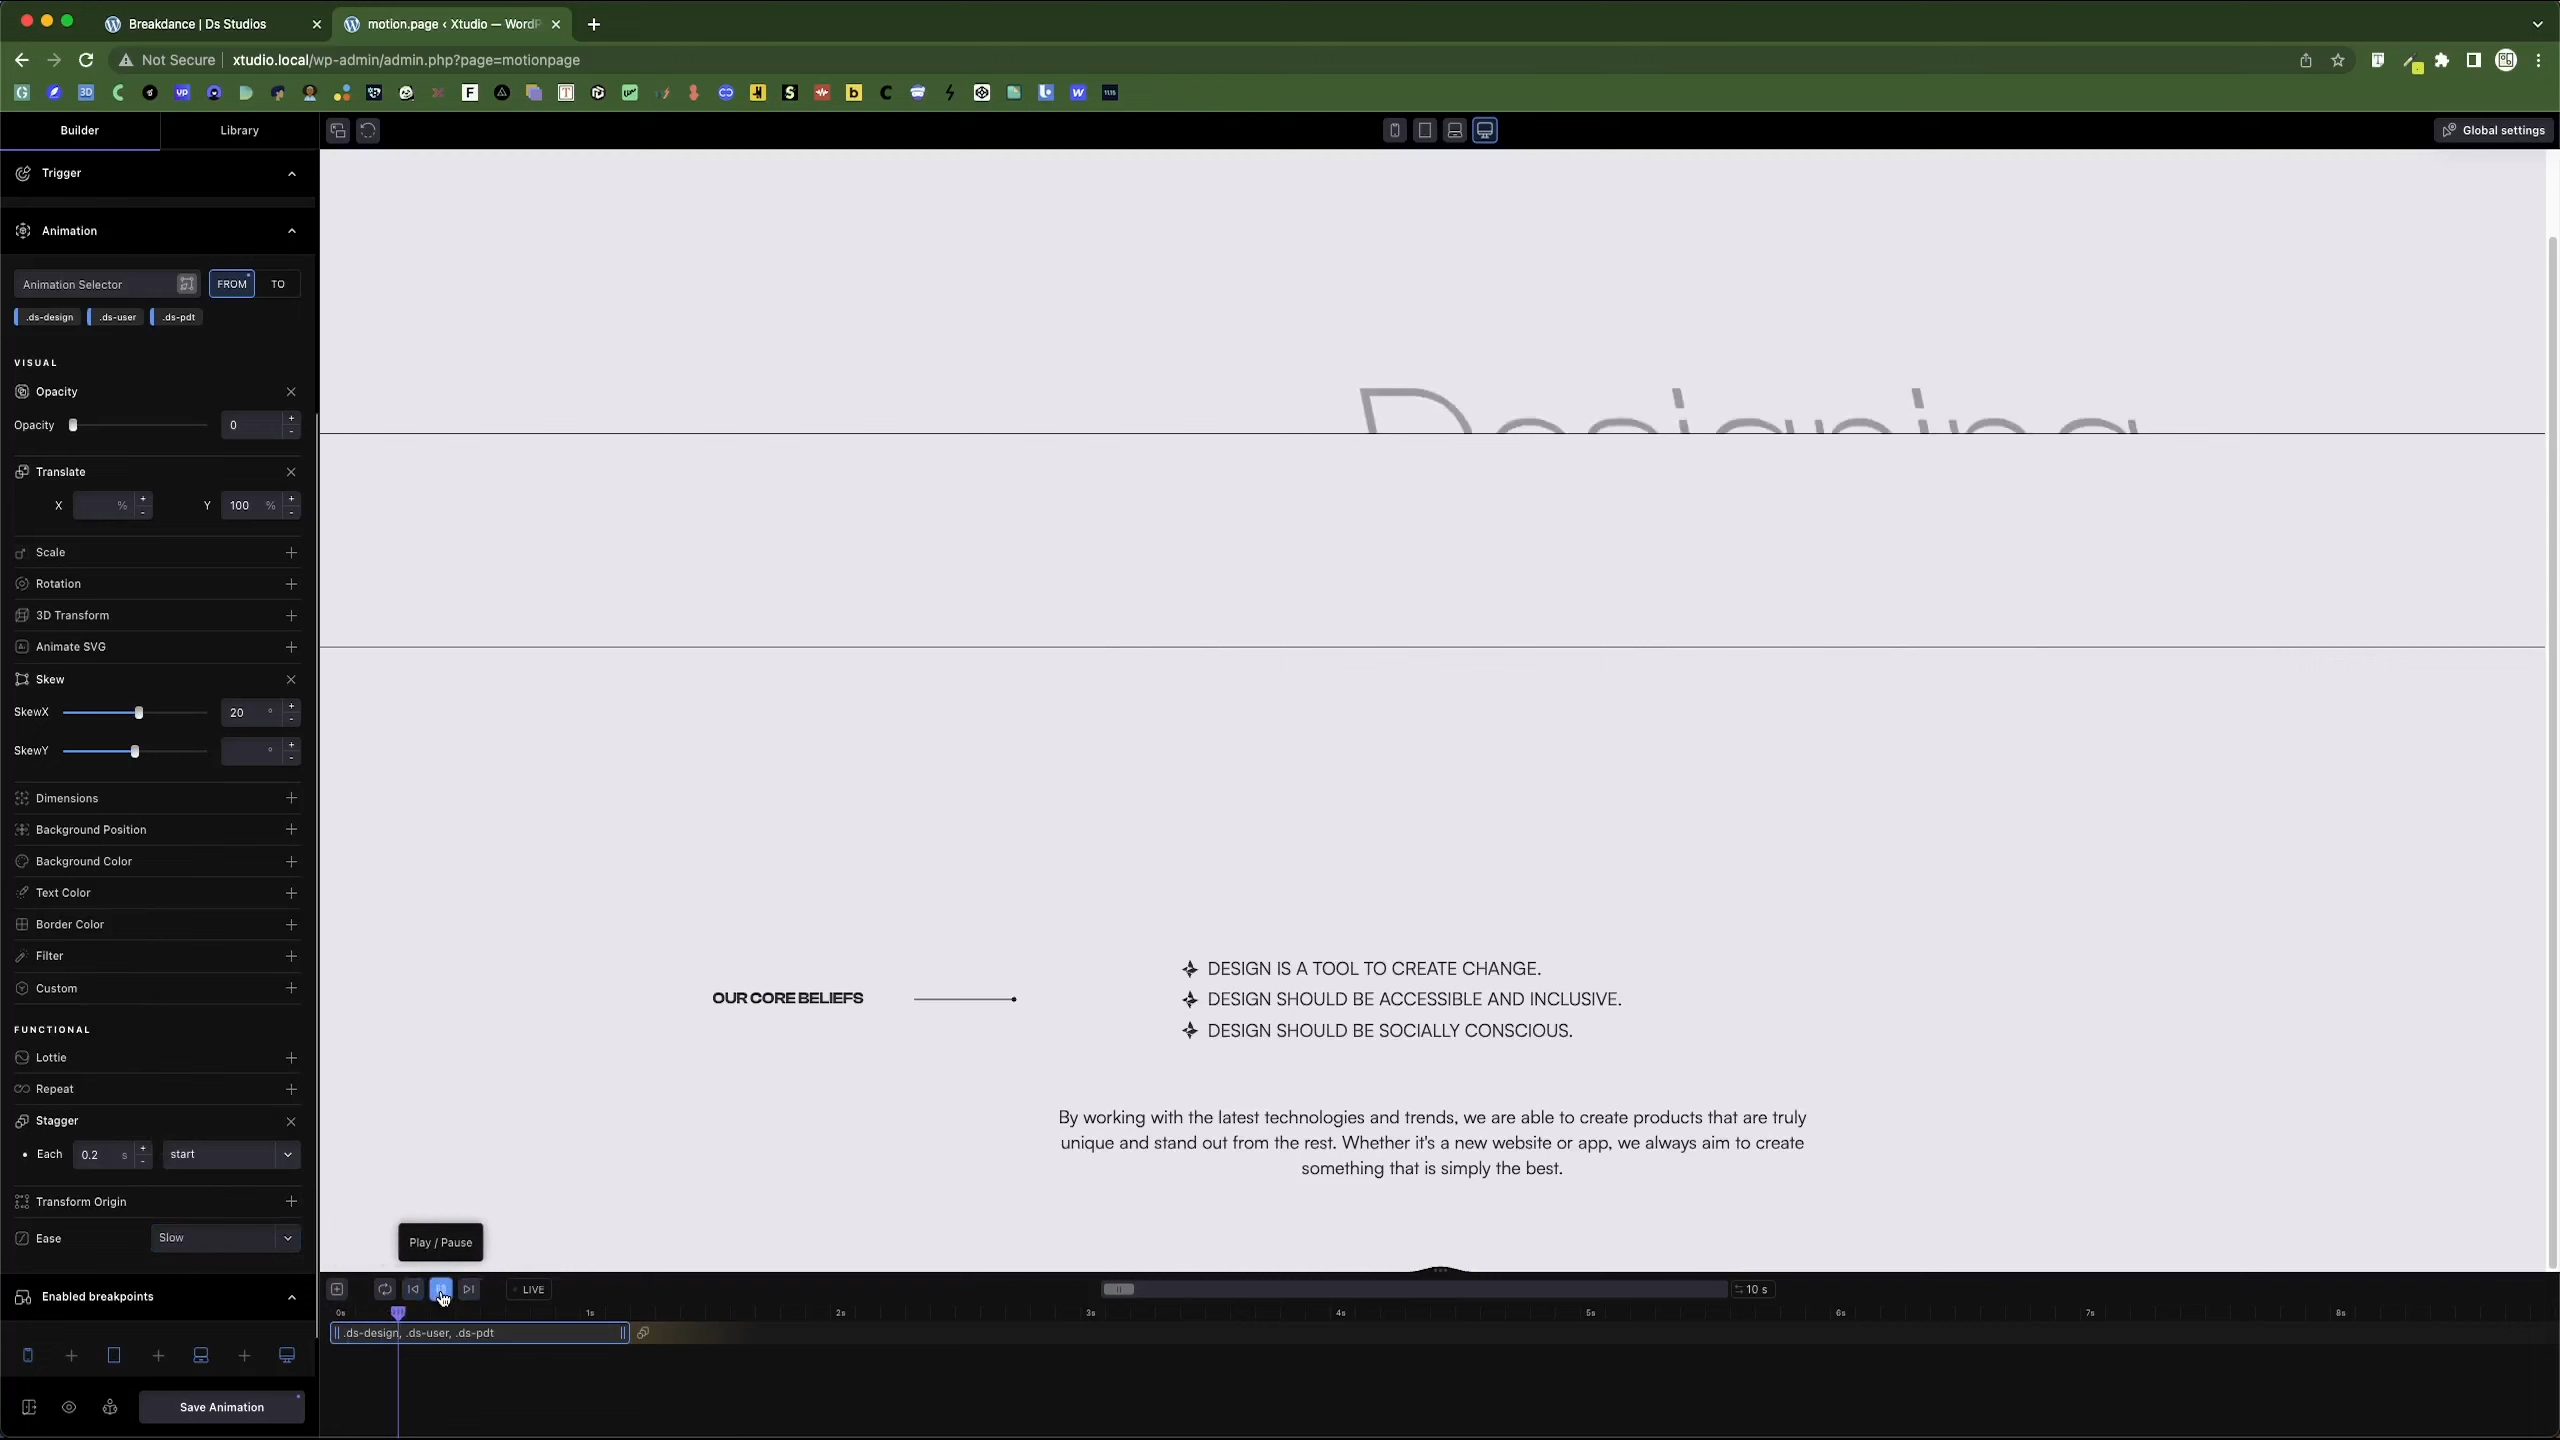 Breakdance | Ds Studios
motion.page ‹ Xtudio — WordP
Not Secure
xtudio.local/wp-admin/admin.php?page=motionpage
Builder
Library
Global settings
Trigger
Animation
Animation Selector
FROM
TO
.ds-design
.ds-user
.ds-pdt
VISUAL
Opacity
Opacity
0
Translate
X
%
Y
100 %
Scale
Rotation
3D Transform
Animate SVG
Skew
SkewX
20 °
SkewY
°
Dimensions
Background Position
Background Color
Text Color
Border Color
Filter
Custom
FUNCTIONAL
Lottie
Repeat
Stagger
Each
0.2 s
start
Transform Origin
Ease
Slow
Enabled breakpoints
Save Animation
Designing
OUR CORE BELIEFS
DESIGN IS A TOOL TO CREATE CHANGE.
DESIGN SHOULD BE ACCESSIBLE AND INCLUSIVE.
DESIGN SHOULD BE SOCIALLY CONSCIOUS.
By working with the latest technologies and trends, we are able to create products that are truly
unique and stand out from the rest. Whether it's a new website or app, we always aim to create
something that is simply the best.
Play / Pause
LIVE
10 s
0s
1s
2s
3s
4s
5s
6s
7s
8s
.ds-design, .ds-user, .ds-pdt